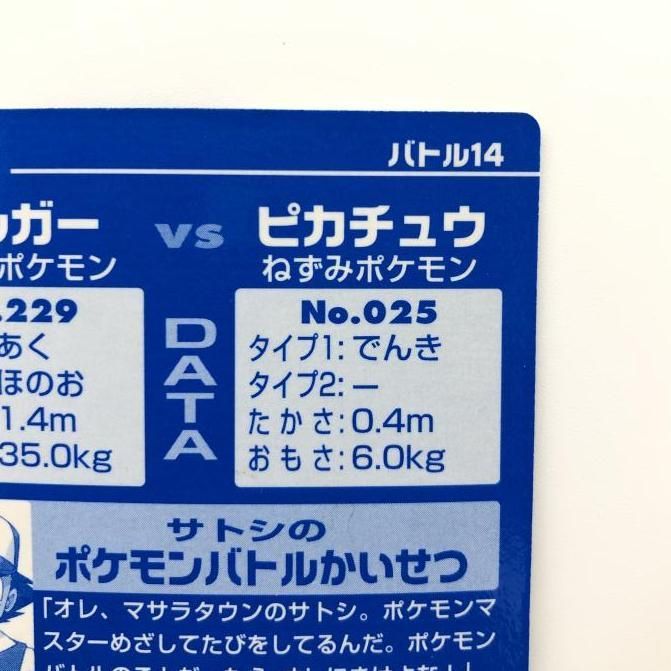 バトル14
ガー vs ピカチュウ
ポケモン ねずみポケモン
.229 No.025
あく タイプ1:でんき
ほのお タイプ2:—
1.4m たかさ:0.4m
35.0kg おもさ:6.0kg
DATA
サトシの
ポケモンバトルかいせつ
「オレ、マサラタウンのサトシ。ポケモンマ
スターめざしてたびをしてるんだ。ポケモン